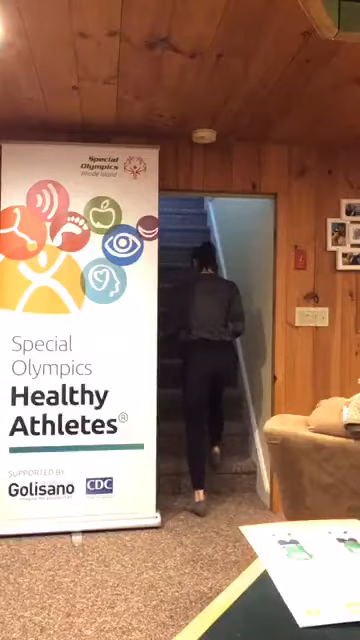 Special
Olympics
Rhode Island
Special
Olympics
Healthy
Athletes®
SUPPORTED BY
Golisano
CDC